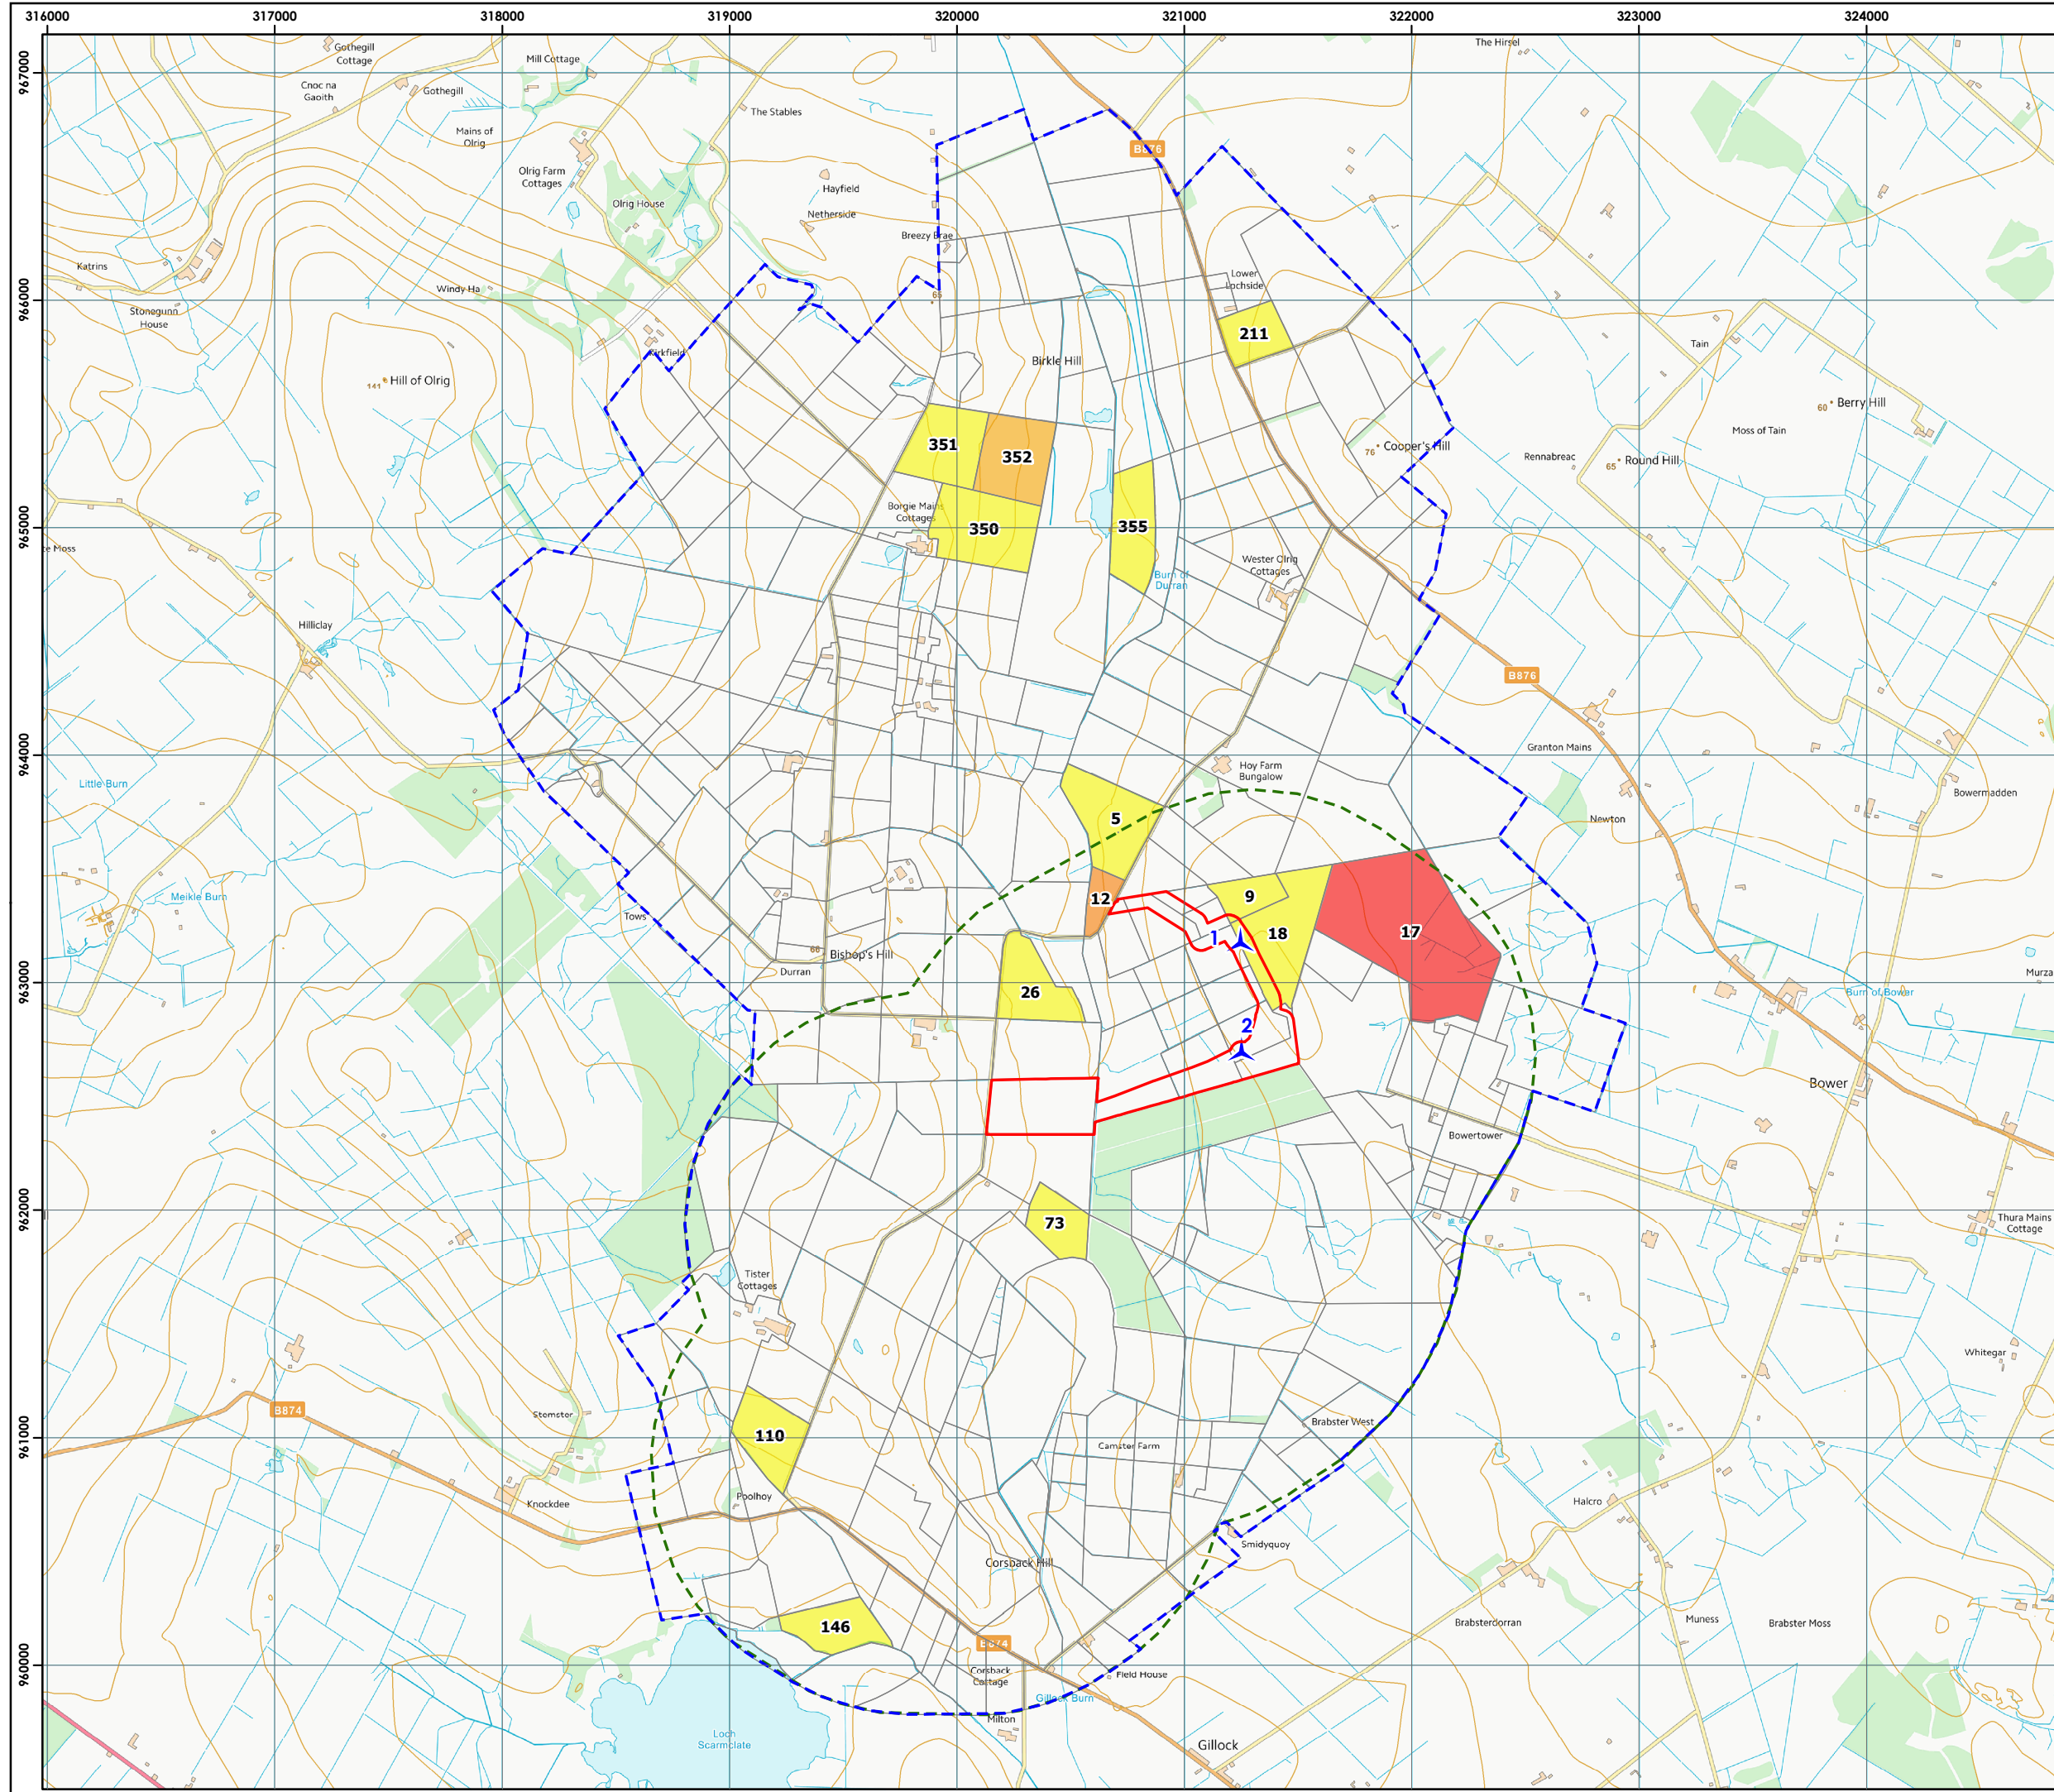 316000 317000 318000 319000 320000 321000 322000 323000 324000
967000
966000
965000
964000
963000
962000
961000
960000
Gothegill
Cottage
Mill Cottage
The Hirsel
Cnoc na
Gaoith
Gothegill
The Stables
Mains of
Olrig
B876
Olrig Farm
Cottages
Hayfield
Olrig House
Netherside
Breezy Brae
Katrins
Windy Ha
65
Lower
Lochside
Stonegunn
House
211
Kirkfield
Birkle Hill
Tain
141
Hill of Olrig
60
Berry Hill
Moss of Tain
351
352
76
Cooper's Hill
Rennabreac
65
Round Hill
Borgie Mains
Cottages
350
355
te Moss
Wester Olrig
Cottages
Burn of
Durran
Hilliclay
B876
Granton Mains
Hoy Farm
Bungalow
Little Burn
Bowermadden
5
Newton
Meikle Burn
12
9
Tows
17
18
1
66
Bishop's Hill
Durran
Murza
26
Burn of Bower
2
Bower
Bowertower
73
Thura Mains
Cottage
Tister
Cottages
Whitegar
B874
Stemster
Brabster West
110
Camster Farm
Poolhoy
Knockdee
Halcro
Smidyquoy
Corsback Hill
146
Brabsterdorran
Muness
Brabster Moss
B874
Corsback
Cottage
Field House
Gillock Burn
Milton
Loch
Scarmclate
Gillock